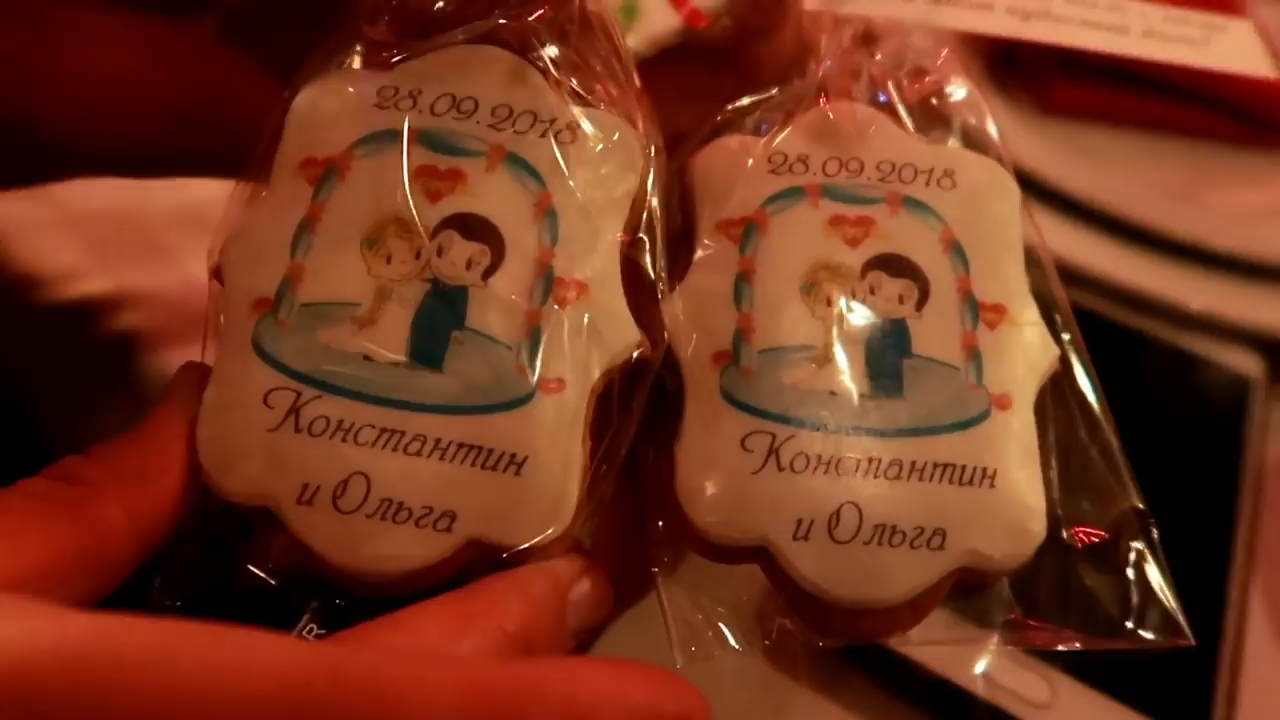 28.09.2018
Константин
и Ольга
28.09.2018
Константин
и Ольга
R